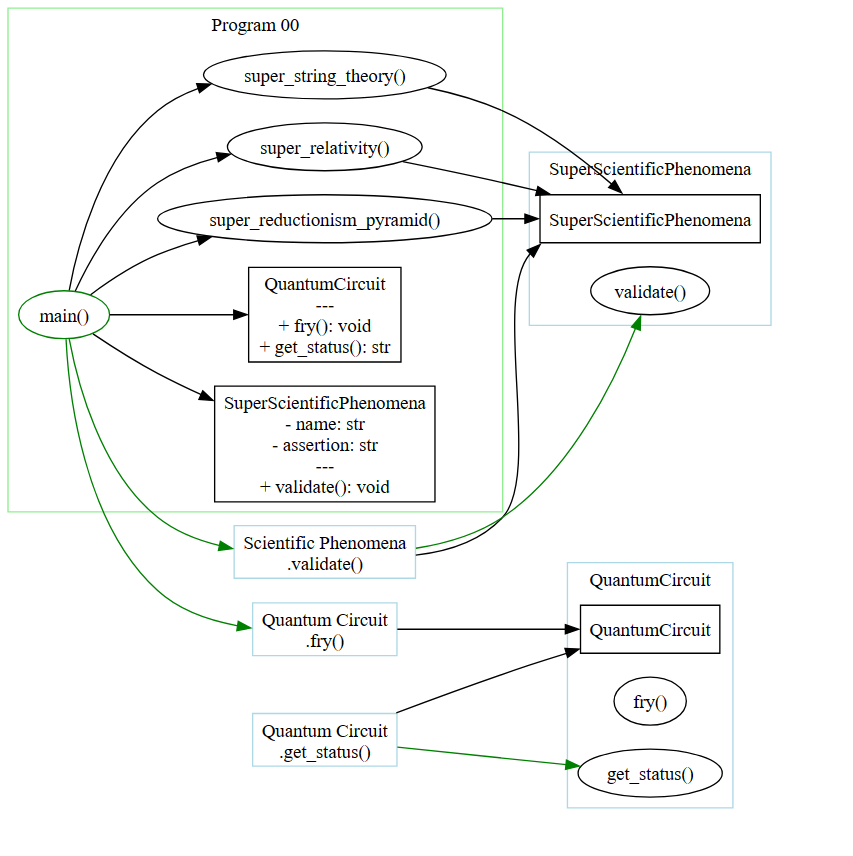 Program 00
super_string_theory()
super_relativity()
super_reductionism_pyramid()
main()
QuantumCircuit
---
+ fry(): void
+ get_status(): str
SuperScientificPhenomena
- name: str
- assertion: str
---
+ validate(): void
SuperScientificPhenomena
SuperScientificPhenomena
validate()
Scientific Phenomena
.validate()
Quantum Circuit
.fry()
Quantum Circuit
.get_status()
QuantumCircuit
QuantumCircuit
fry()
get_status()